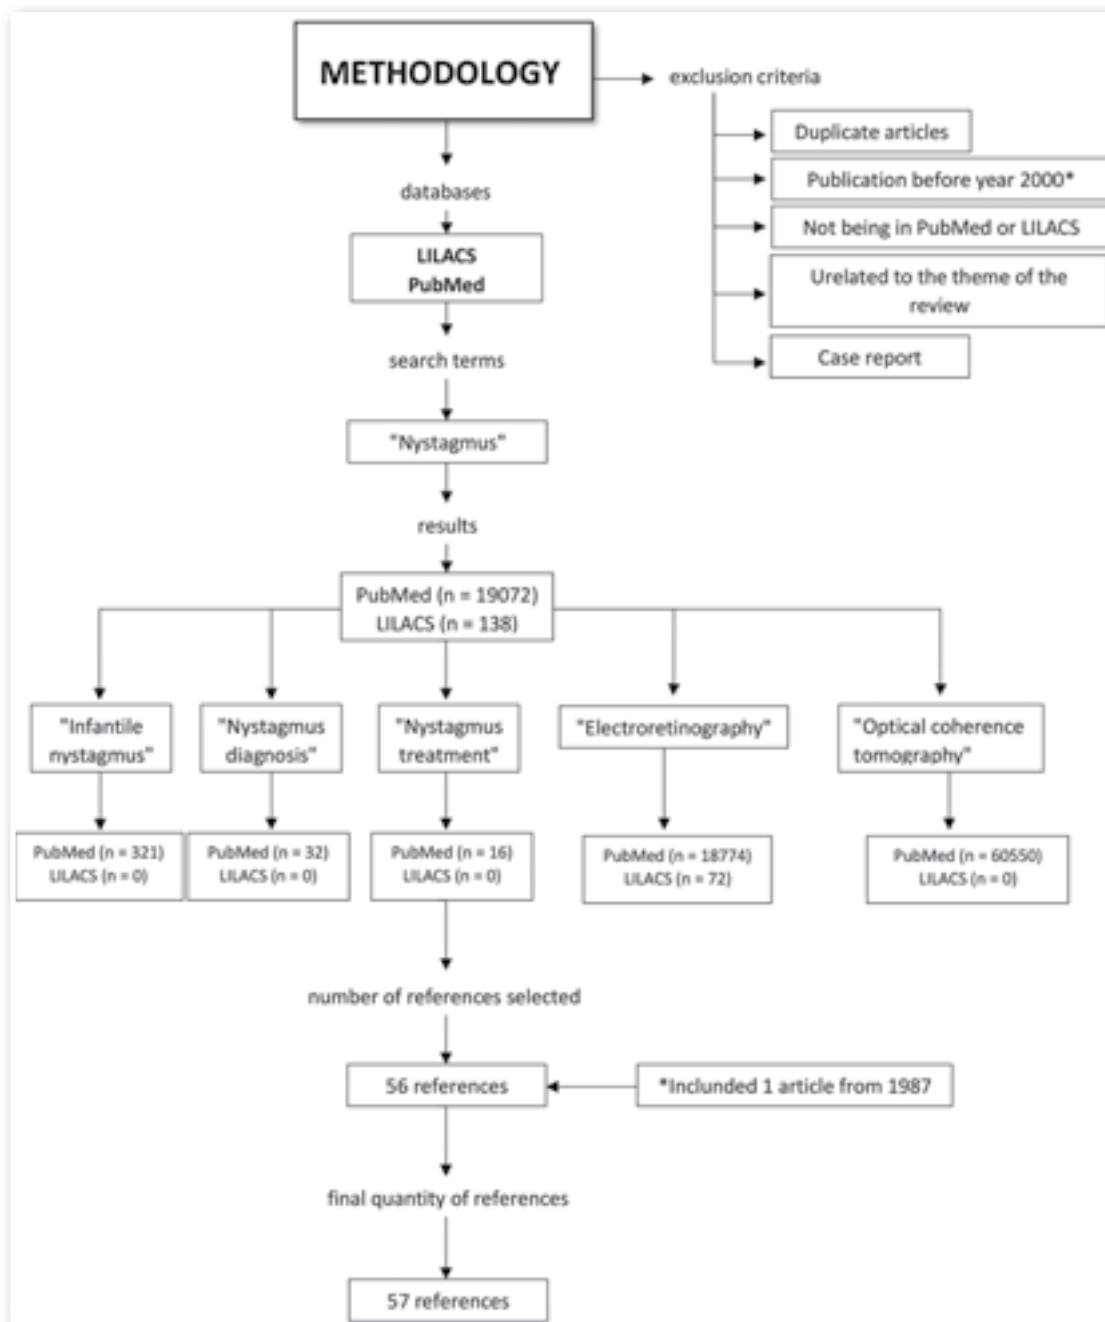 METHODOLOGY
exclusion criteria
Duplicate articles
Publication before year 2000*
Not being in PubMed or LILACS
Urelated to the theme of the
review
Case report
databases
LILACS
PubMed
search terms
"Nystagmus"
results
PubMed (n = 19072)
LILACS (n = 138)
"Infantile
nystagmus"
"Nystagmus
diagnosis"
"Nystagmus
treatment"
"Electroretinography"
"Optical coherence
tomography"
PubMed (n = 321)
LILACS (n = 0)
PubMed (n = 32)
LILACS (n = 0)
PubMed (n = 16)
LILACS (n = 0)
PubMed (n = 18774)
LILACS (n = 72)
PubMed (n = 60550)
LILACS (n = 0)
number of references selected
56 references
*Inclunded 1 article from 1987
final quantity of references
57 references